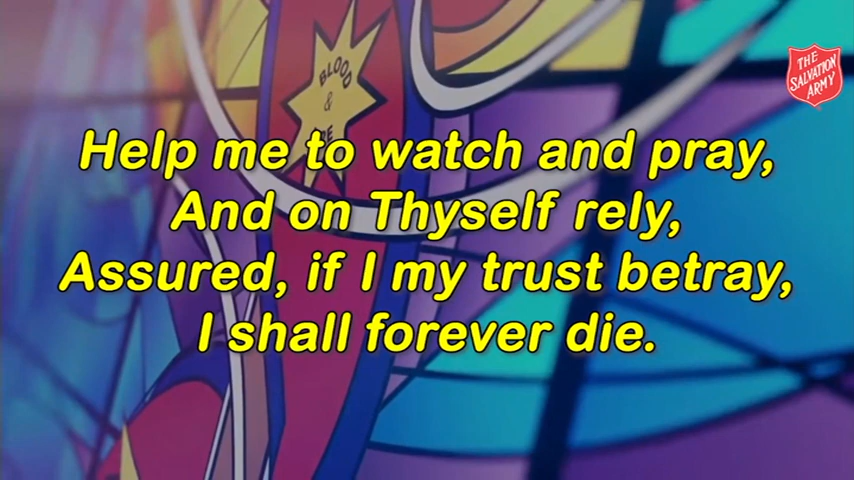 THE
SALVATION
ARMY
BLOOD
&
Help me to watch and pray,
And on Thyself rely,
Assured, if I my trust betray,
I shall forever die.